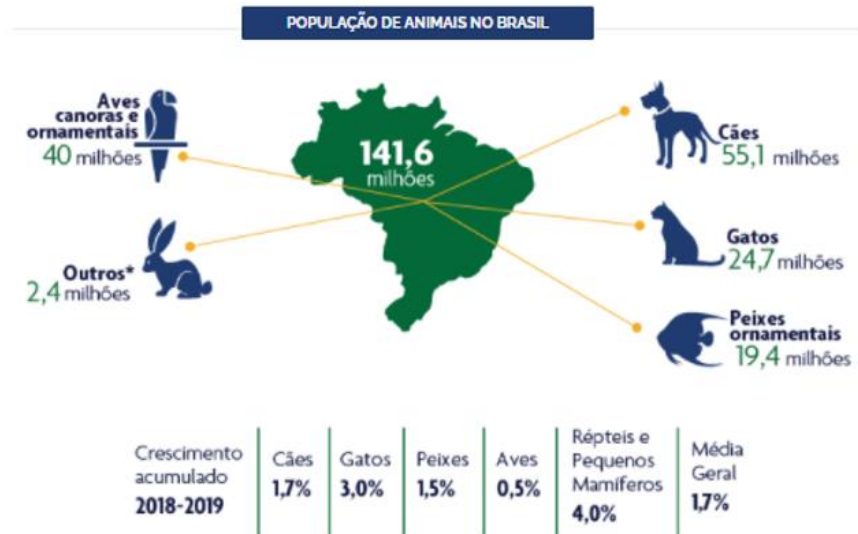 POPULAÇÃO DE ANIMAIS NO BRASIL
Aves
canoras e
ornamentais
40 milhões
Outros*
2,4 milhões
141,6
milhões
Cães
55,1 milhões
Gatos
24,7 milhões
Peixes
ornamentais
19,4 milhões
Crescimento
acumulado
2018-2019
Cães
1,7%
Gatos
3,0%
Peixes
1,5%
Aves
0,5%
Répteis e
Pequenos
Mamíferos
4,0%
Média
Geral
1,7%